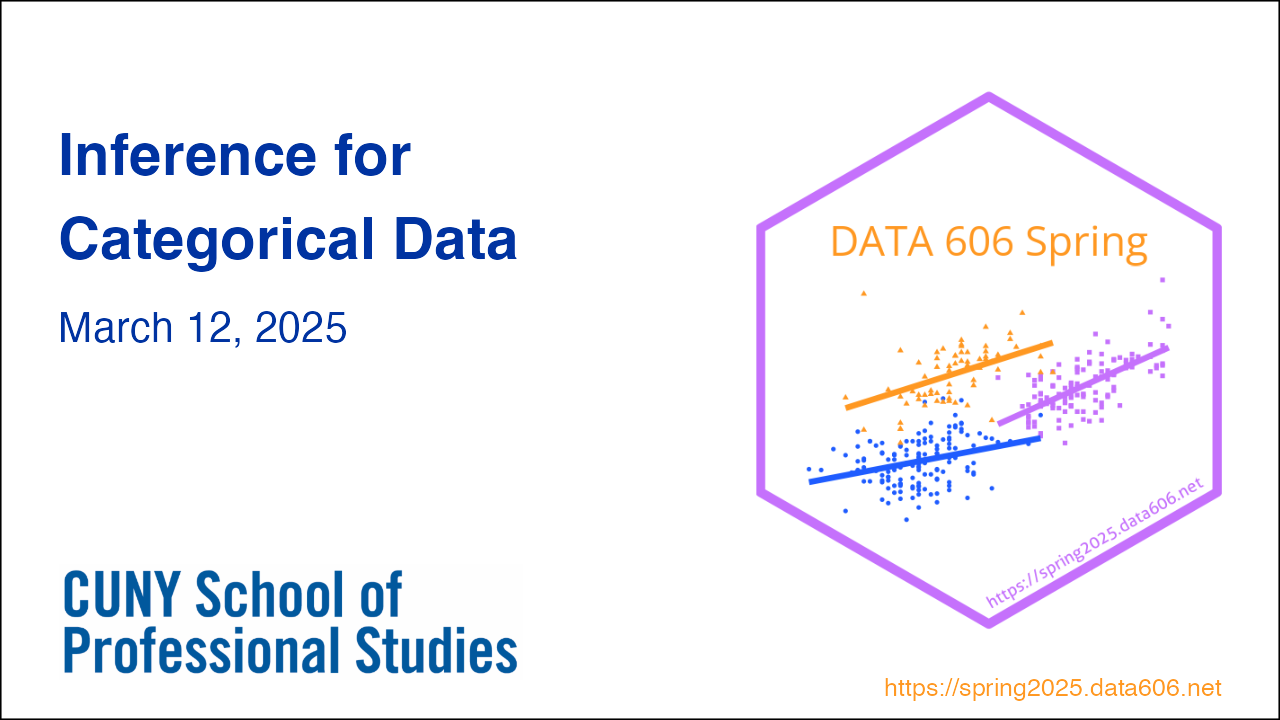 Inference for
Categorical Data
March 12, 2025
DATA 606 Spring
https://spring2025.data606.net
CUNY School of
Professional Studies
https://spring2025.data606.net